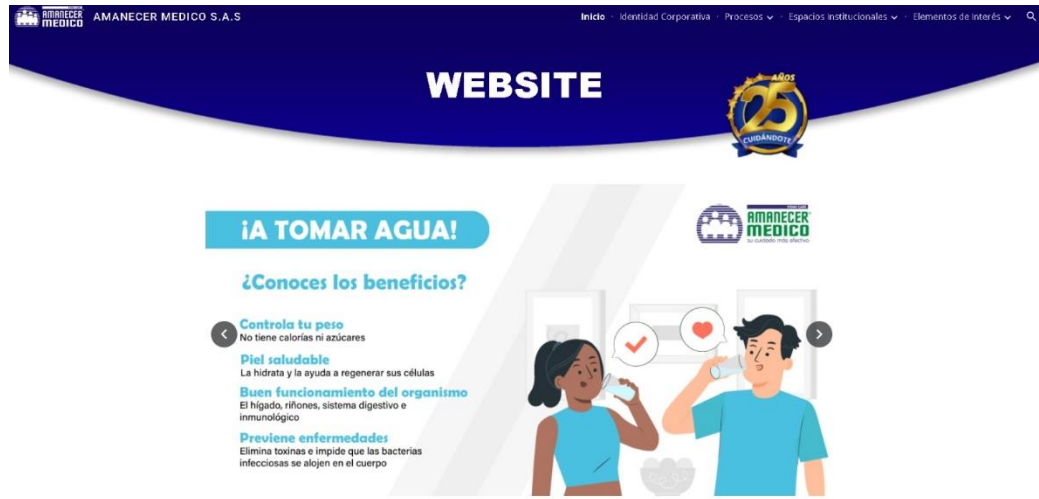 AMANECER MEDICO
AMANECER MEDICO S.A.S
Inicio · Identidad Corporativa · Procesos · Espacios Institucionales · Elementos de Interés
WEBSITE
AÑOS
25
CUIDÁNDOTE
¡A TOMAR AGUA!
AMANECER
MEDICO
su cuidado más efectivo
¿Conoces los beneficios?
Controla tu peso
No tiene calorías ni azúcares
Piel saludable
La hidrata y la ayuda a regenerar sus células
Buen funcionamiento del organismo
El hígado, riñones, sistema digestivo e
inmunológico
Previene enfermedades
Elimina toxinas e impide que las bacterias
infecciosas se alojen en el cuerpo